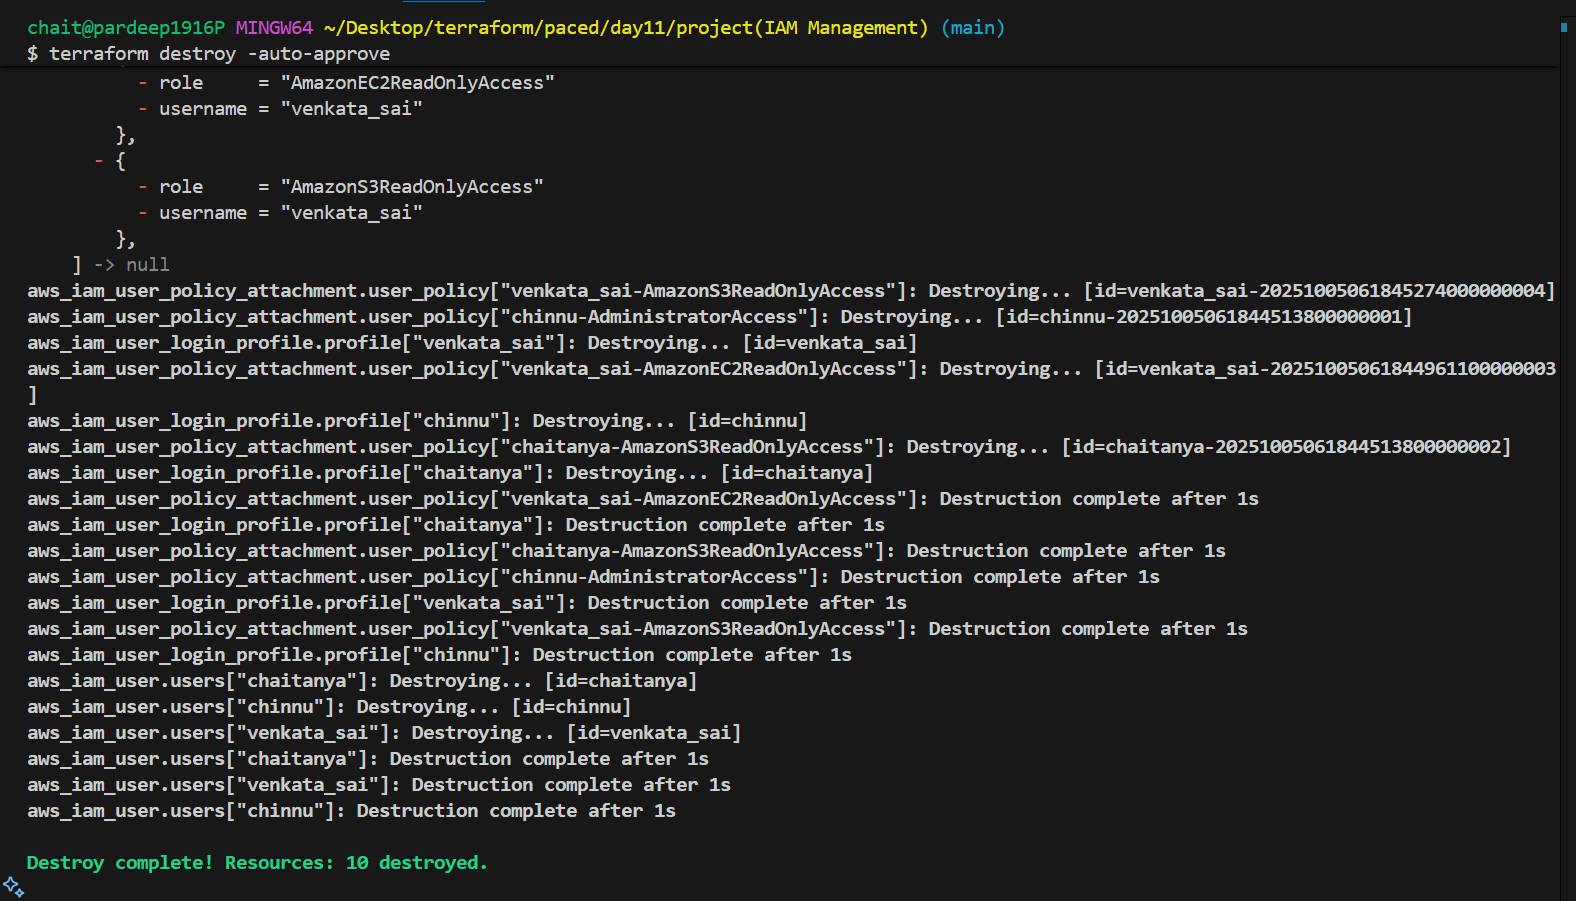 chait@pardeep1916P MINGW64 ~/Desktop/terraform/paced/day11/project(IAM Management) (main)
$ terraform destroy -auto-approve
          - role     = "AmazonEC2ReadOnlyAccess"
          - username = "venkata_sai"
        },
      - {
          - role     = "AmazonS3ReadOnlyAccess"
          - username = "venkata_sai"
        },
    ] -> null
aws_iam_user_policy_attachment.user_policy["venkata_sai-AmazonS3ReadOnlyAccess"]: Destroying... [id=venkata_sai-20251005061845274000000004]
aws_iam_user_policy_attachment.user_policy["chinnu-AdministratorAccess"]: Destroying... [id=chinnu-20251005061844513800000001]
aws_iam_user_login_profile.profile["venkata_sai"]: Destroying... [id=venkata_sai]
aws_iam_user_policy_attachment.user_policy["venkata_sai-AmazonEC2ReadOnlyAccess"]: Destroying... [id=venkata_sai-20251005061844961100000003
]
aws_iam_user_login_profile.profile["chinnu"]: Destroying... [id=chinnu]
aws_iam_user_policy_attachment.user_policy["chaitanya-AmazonS3ReadOnlyAccess"]: Destroying... [id=chaitanya-20251005061844513800000002]
aws_iam_user_login_profile.profile["chaitanya"]: Destroying... [id=chaitanya]
aws_iam_user_policy_attachment.user_policy["venkata_sai-AmazonEC2ReadOnlyAccess"]: Destruction complete after 1s
aws_iam_user_login_profile.profile["chaitanya"]: Destruction complete after 1s
aws_iam_user_policy_attachment.user_policy["chaitanya-AmazonS3ReadOnlyAccess"]: Destruction complete after 1s
aws_iam_user_policy_attachment.user_policy["chinnu-AdministratorAccess"]: Destruction complete after 1s
aws_iam_user_login_profile.profile["venkata_sai"]: Destruction complete after 1s
aws_iam_user_policy_attachment.user_policy["venkata_sai-AmazonS3ReadOnlyAccess"]: Destruction complete after 1s
aws_iam_user_login_profile.profile["chinnu"]: Destruction complete after 1s
aws_iam_user.users["chaitanya"]: Destroying... [id=chaitanya]
aws_iam_user.users["chinnu"]: Destroying... [id=chinnu]
aws_iam_user.users["venkata_sai"]: Destroying... [id=venkata_sai]
aws_iam_user.users["chaitanya"]: Destruction complete after 1s
aws_iam_user.users["venkata_sai"]: Destruction complete after 1s
aws_iam_user.users["chinnu"]: Destruction complete after 1s
Destroy complete! Resources: 10 destroyed.